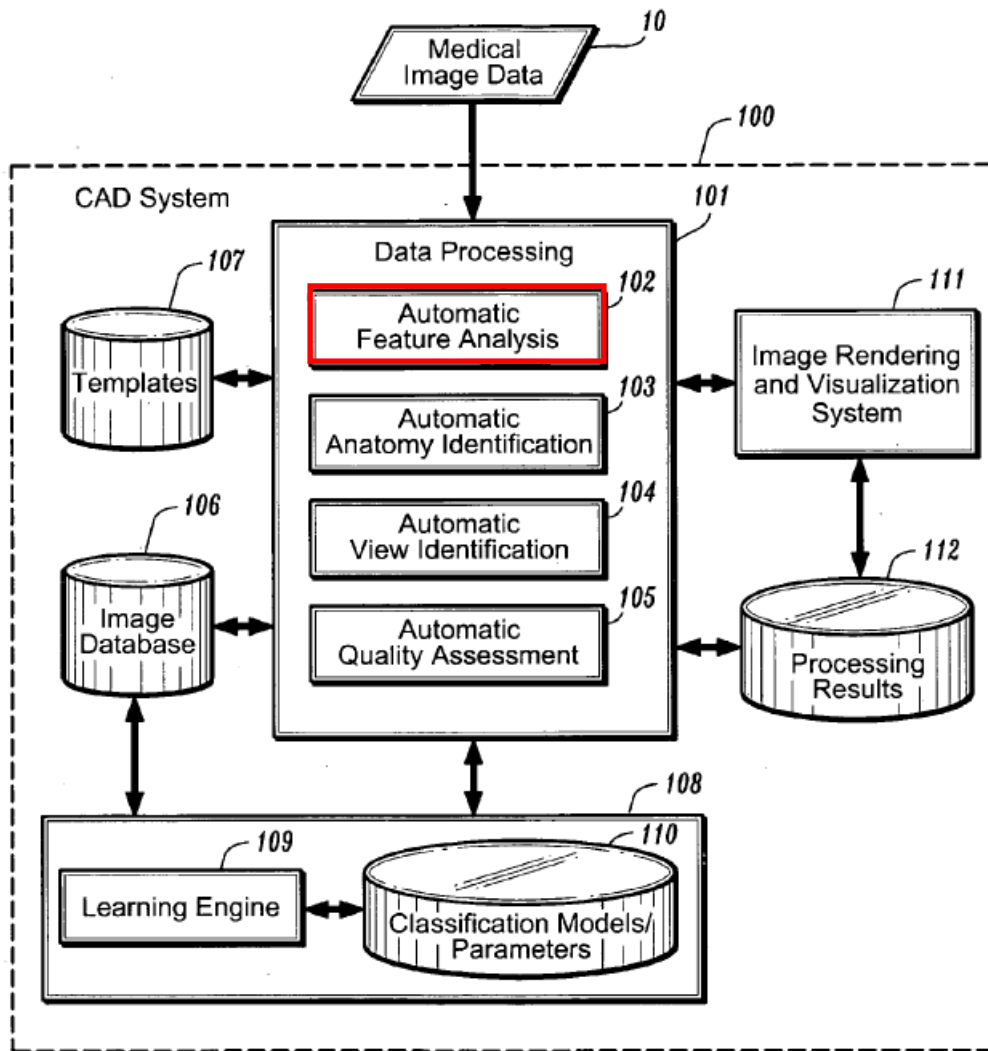 10
Medical
Image Data
100
CAD System
101
Data Processing
107
102
111
Automatic
Feature Analysis
Templates
Image Rendering
and Visualization
System
103
Automatic
Anatomy Identification
106
104
Automatic
View Identification
112
Image
Database
105
Automatic
Quality Assessment
Processing
Results
108
109
110
Learning Engine
Classification Models/
Parameters